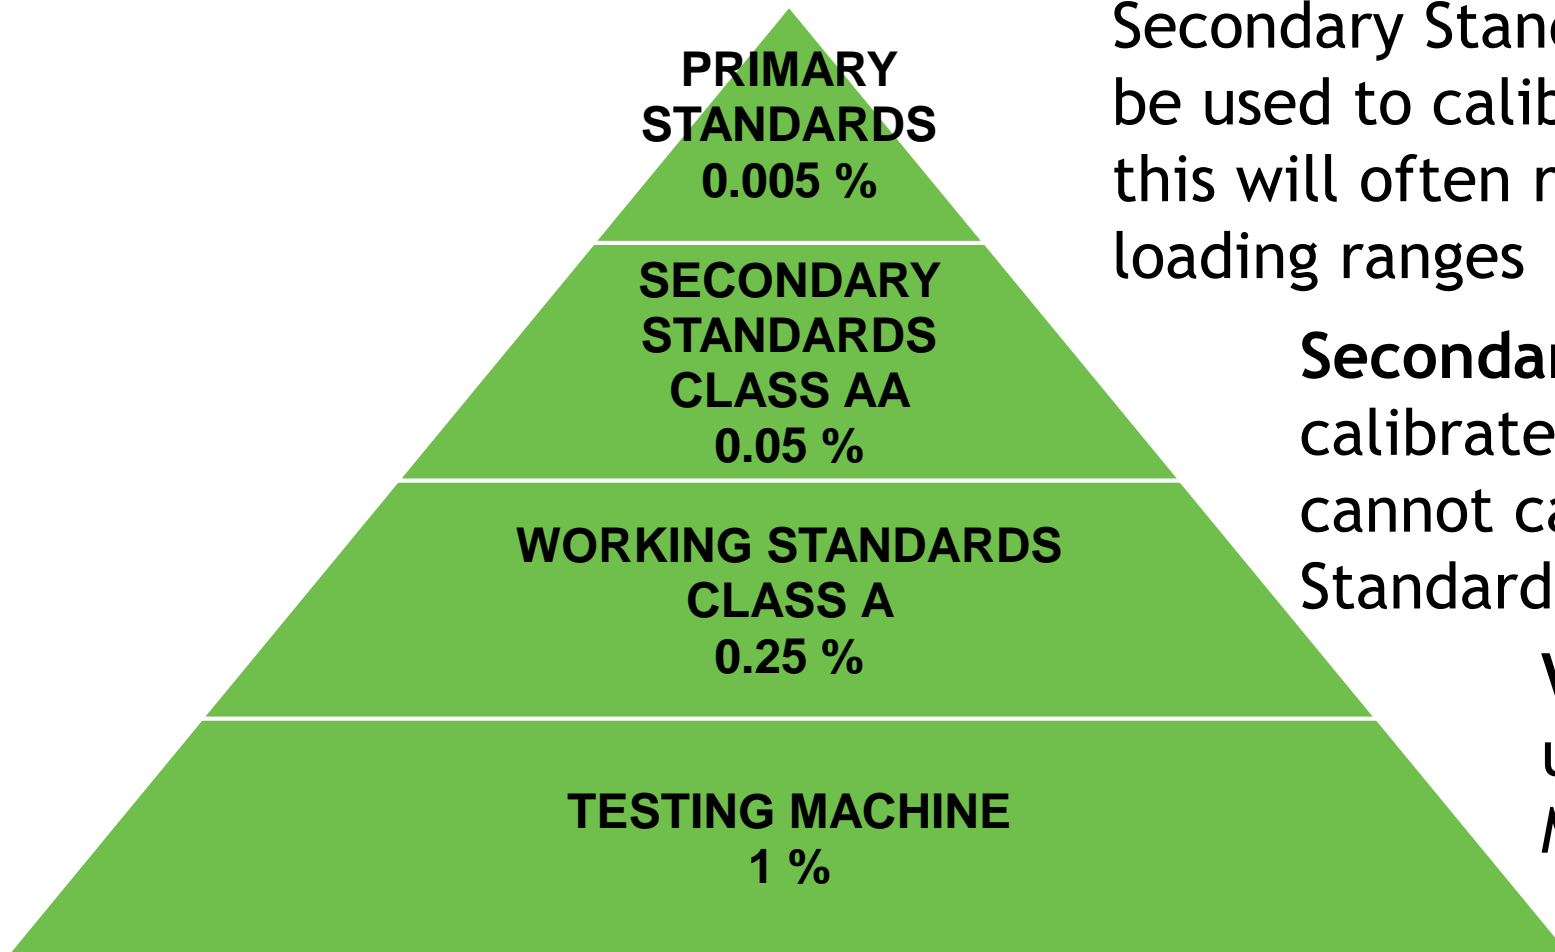 PRIMARY
STANDARDS
0.005 %
SECONDARY
STANDARDS
CLASS AA
0.05 %
WORKING STANDARDS
CLASS A
0.25 %
TESTING MACHINE
1 %
Secondary
be used to
this will often
loading ranges
cannot